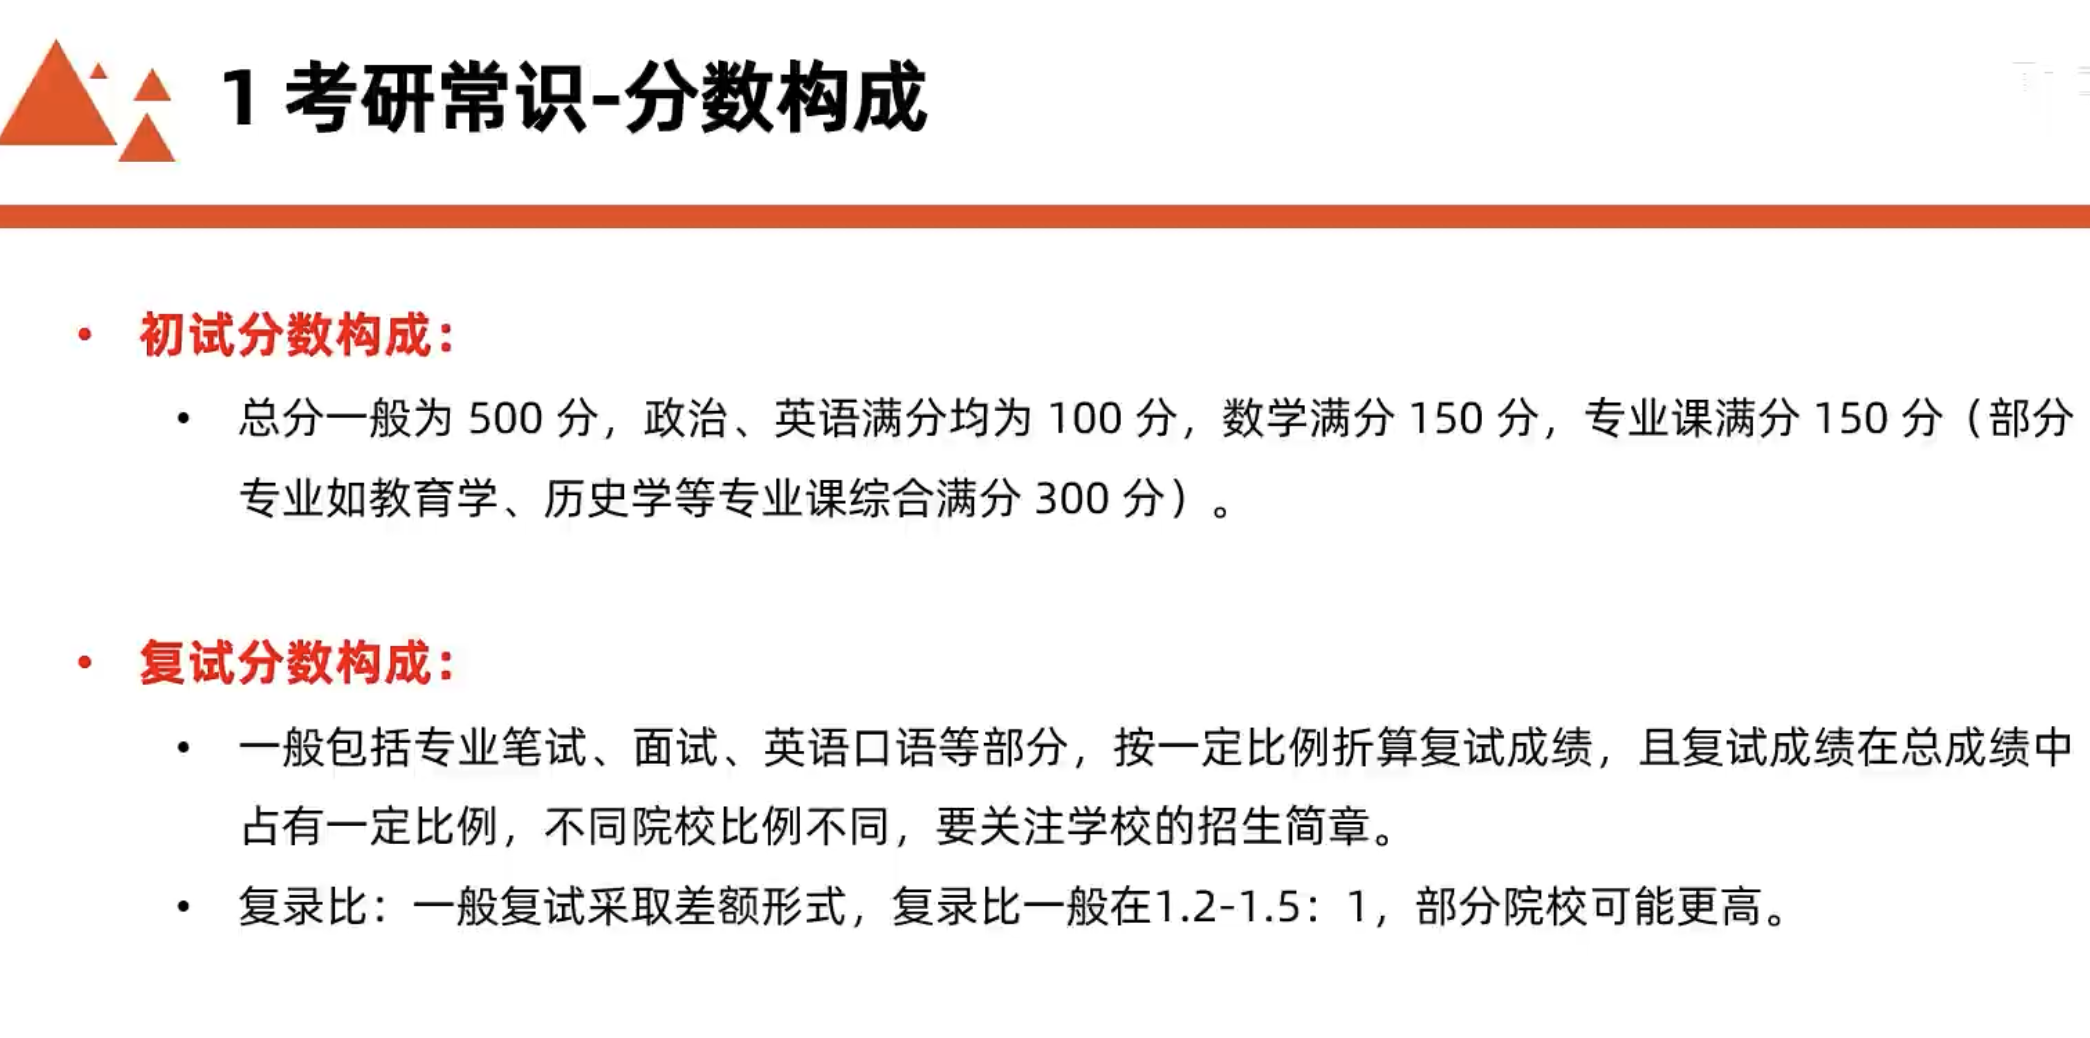 1 考研常识-分数构成
• 初试分数构成：
• 总分一般为 500 分，政治、英语满分均为 100 分，数学满分 150 分，专业课满分 150 分（部分
专业如教育学、历史学等专业课综合满分 300 分）。
• 复试分数构成：
• 一般包括专业笔试、面试、英语口语等部分，按一定比例折算复试成绩，且复试成绩在总成绩中
占有一定比例，不同院校比例不同，要关注学校的招生简章。
• 复录比：一般复试采取差额形式，复录比一般在1.2-1.5：1，部分院校可能更高。